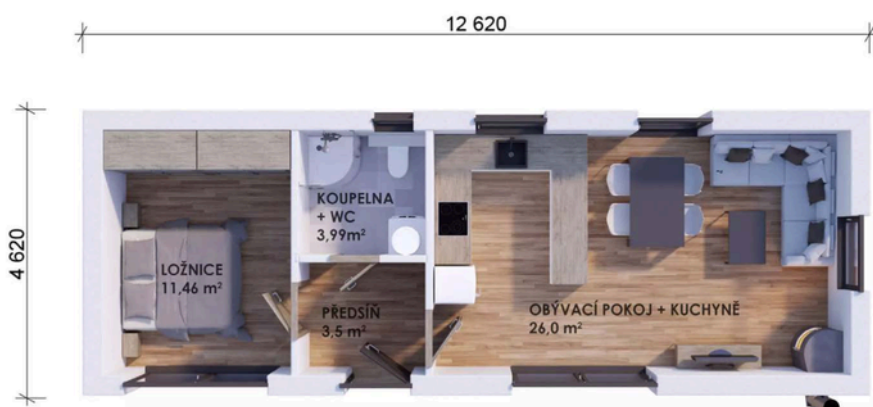 12 620
4 620
KOUPELNA
+ WC
3,99m²
LOŽNICE
11,46 m²
PŘEDSÍŇ
3,5 m²
OBÝVACÍ POKOJ + KUCHYNĚ
26,0 m²